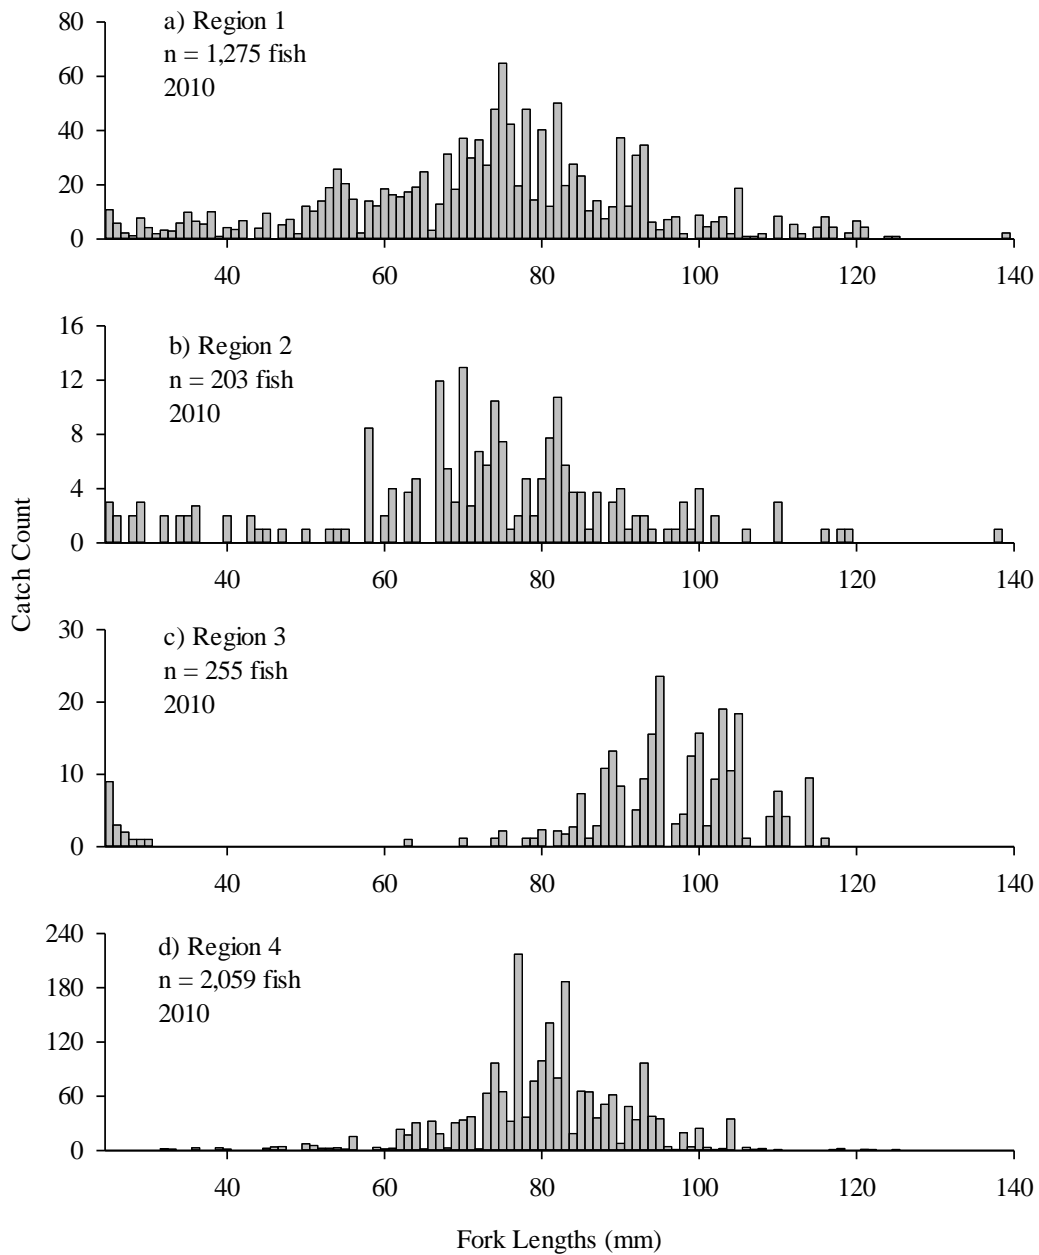 80
60
40
20
0
a) Region 1
n = 1,275 fish
2010
40 60 80 100 120 140
16
12
8
4
0
b) Region 2
n = 203 fish
2010
40 60 80 100 120 140
30
20
10
0
c) Region 3
n = 255 fish
2010
40 60 80 100 120 140
240
180
120
60
0
d) Region 4
n = 2,059 fish
2010
40 60 80 100 120 140
Catch Count
Fork Lengths (mm)